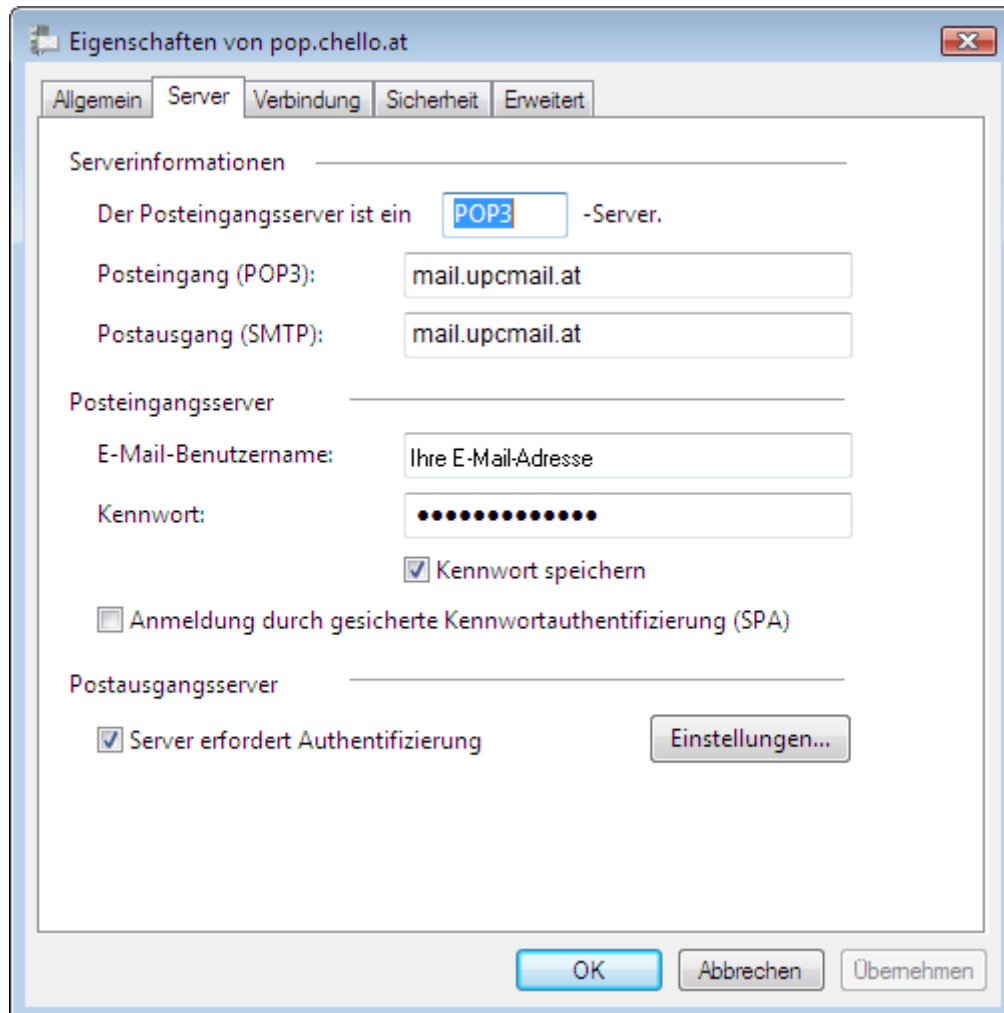 Eigenschaften von pop.chello.at
Allgemein Server Verbindung Sicherheit Erweitert
Serverinformationen
Der Posteingangsserver ist ein POP3 -Server.
Posteingang (POP3): mail.upcmail.at
Postausgang (SMTP): mail.upcmail.at
Posteingangsserver
E-Mail-Benutzername: Ihre E-Mail-Adresse
Kennwort: •••••••••••••
Kennwort speichern
Anmeldung durch gesicherte Kennwortauthentifizierung (SPA)
Postausgangsserver
Server erfordert Authentifizierung Einstellungen...
OK Abbrechen Übernehmen